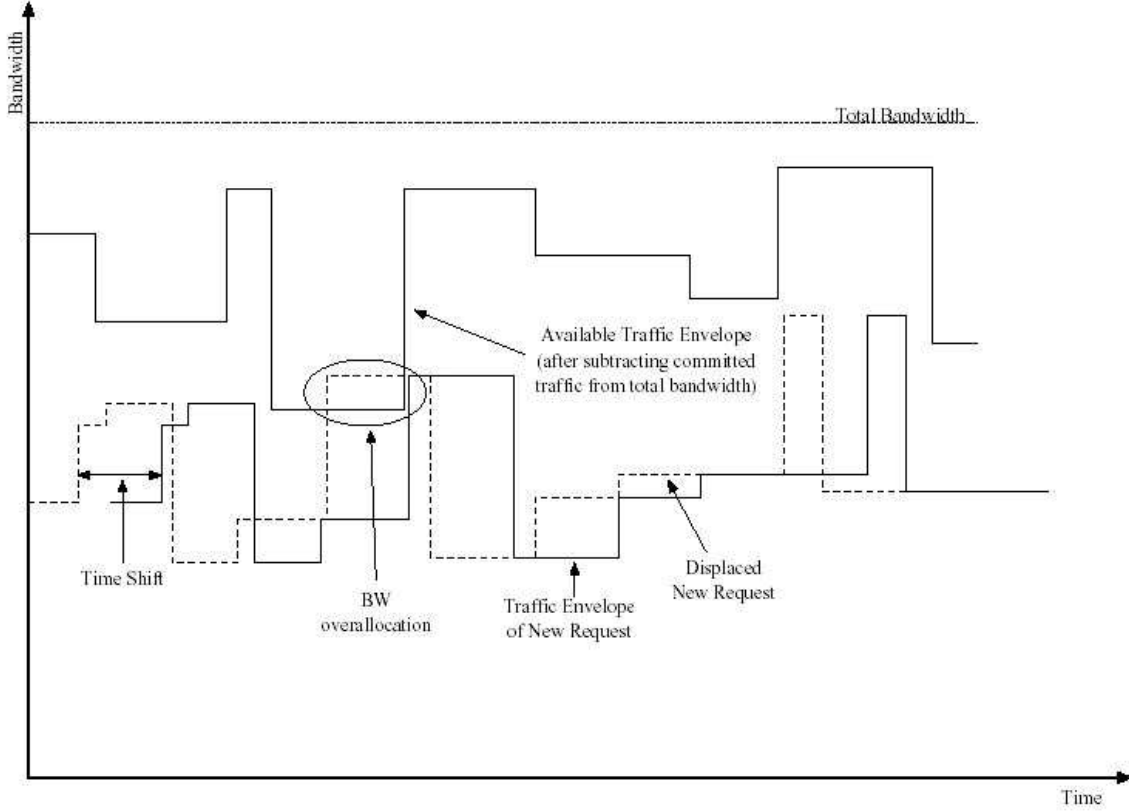 Bandwidth
Total Bandwidth
Available Traffic Envelope
(after subtracting committed
traffic from total bandwidth)
Time Shift
BW
overallocation
Traffic Envelope
of New Request
Displaced
New Request
Time